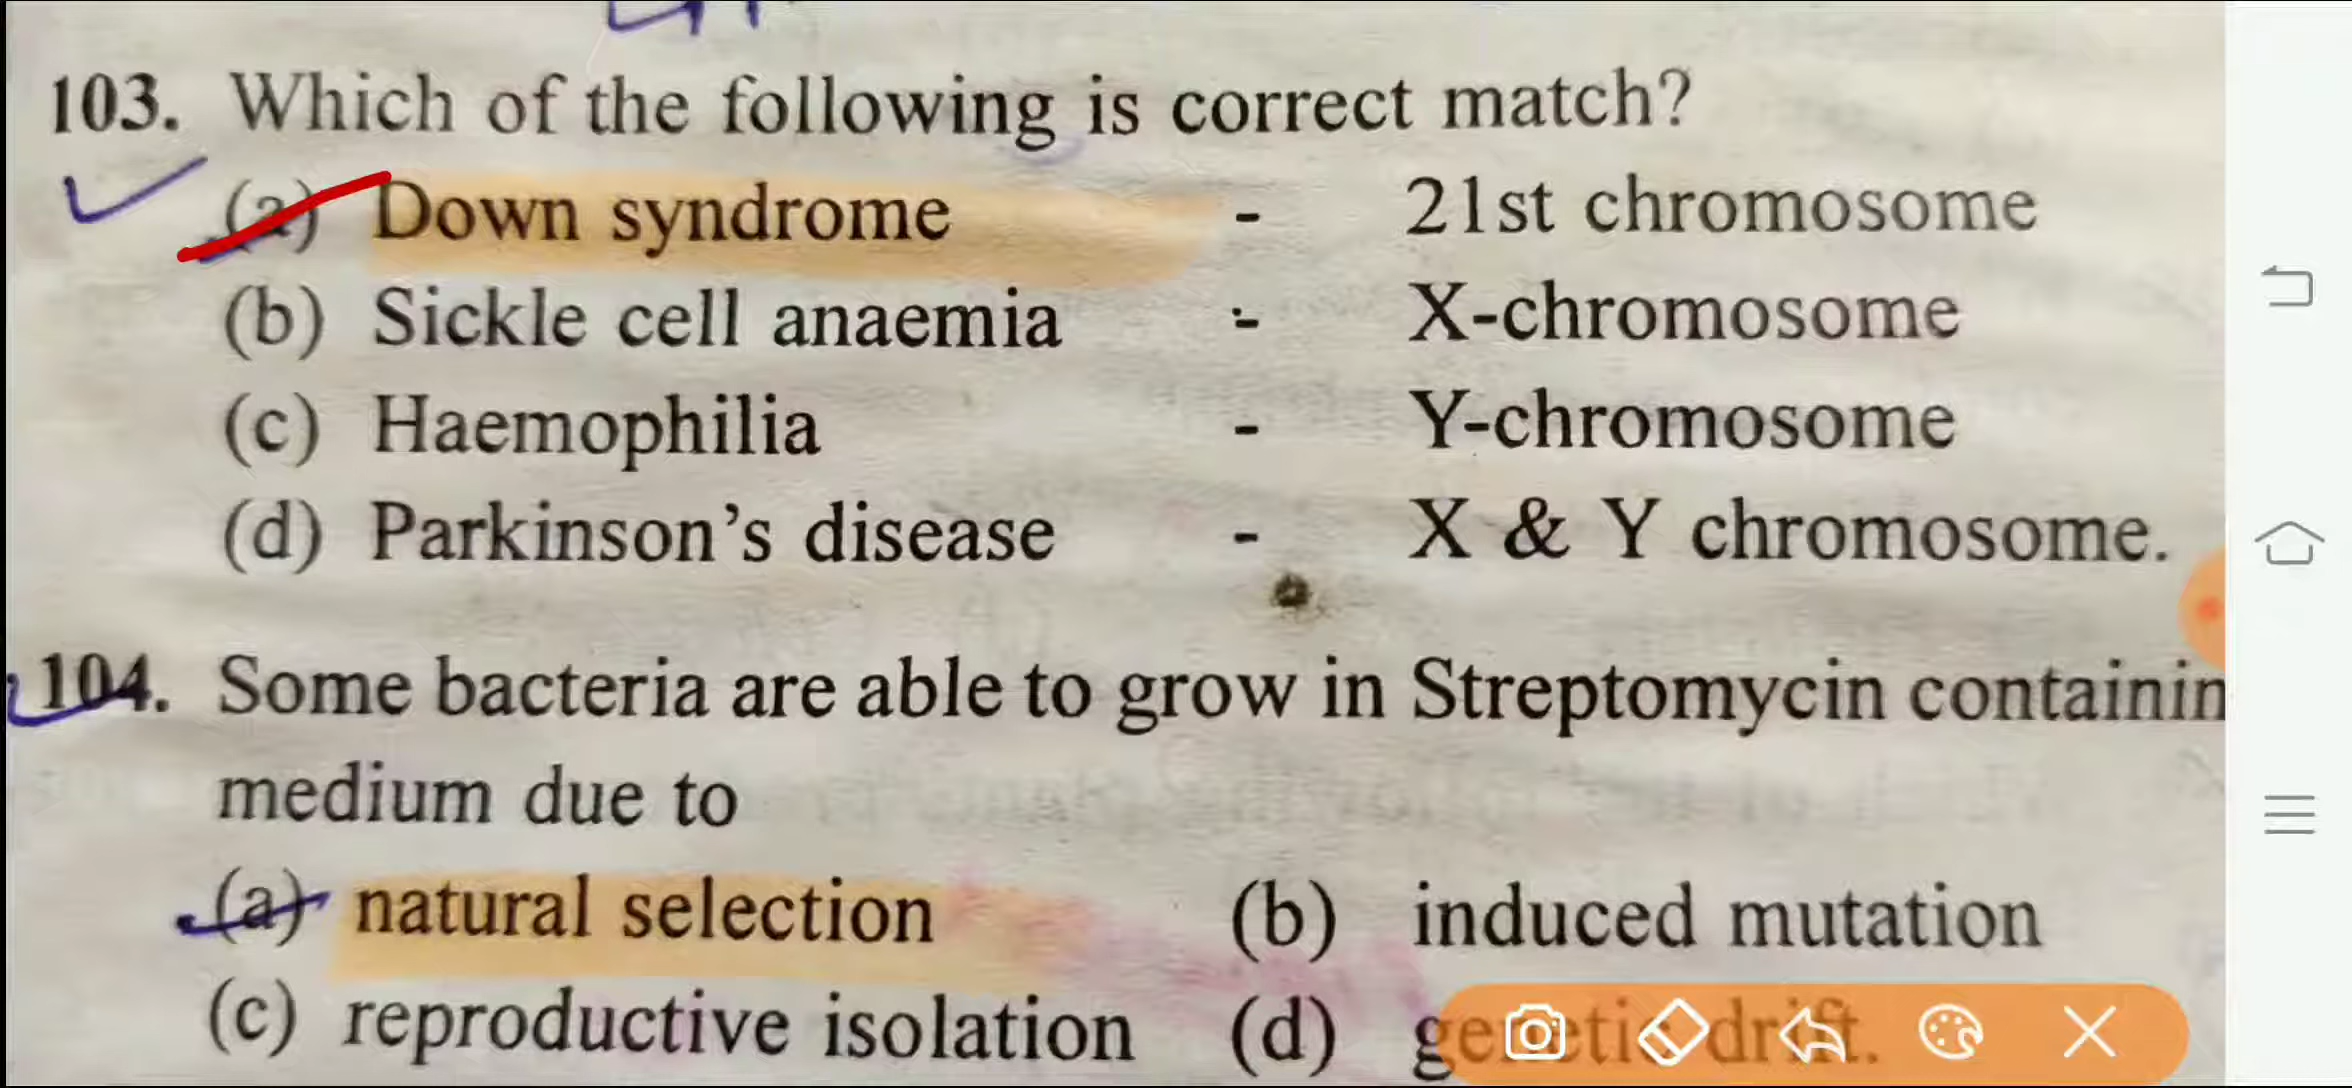 103. Which of the following is correct match?
(a) Down syndrome - 21st chromosome
(b) Sickle cell anaemia - X-chromosome
(c) Haemophilia - Y-chromosome
(d) Parkinson's disease - X & Y chromosome.
104. Some bacteria are able to grow in Streptomycin containin
medium due to
(a) natural selection (b) induced mutation
(c) reproductive isolation (d) genetic drift.